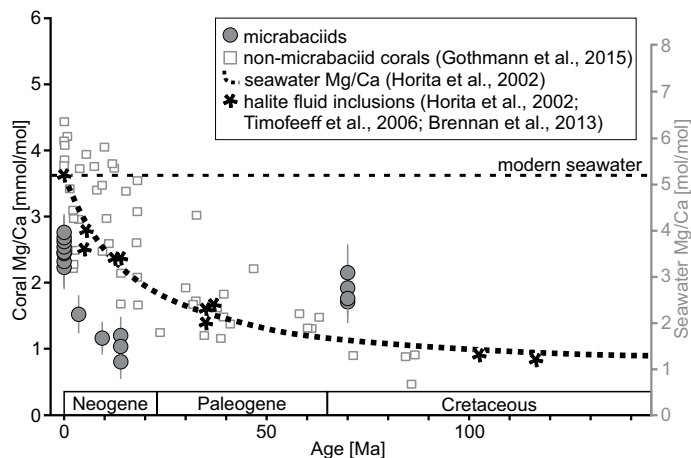 micrabaciids
non-micrabaciid corals (Gothmann et al., 2015)
seawater Mg/Ca (Horita et al. 2002)
halite fluid inclusions (Horita et al. 2002;
Timofeeff et al., 2006; Brennan et al., 2013)
modern seawater
Coral Mg/Ca [mmol/mol]
6
5
4
3
2
1
0
Seawater Mg/Ca [mol/mol]
8
7
6
5
4
3
2
1
0
Neogene Paleogene Cretaceous
0 50 100
Age [Ma]